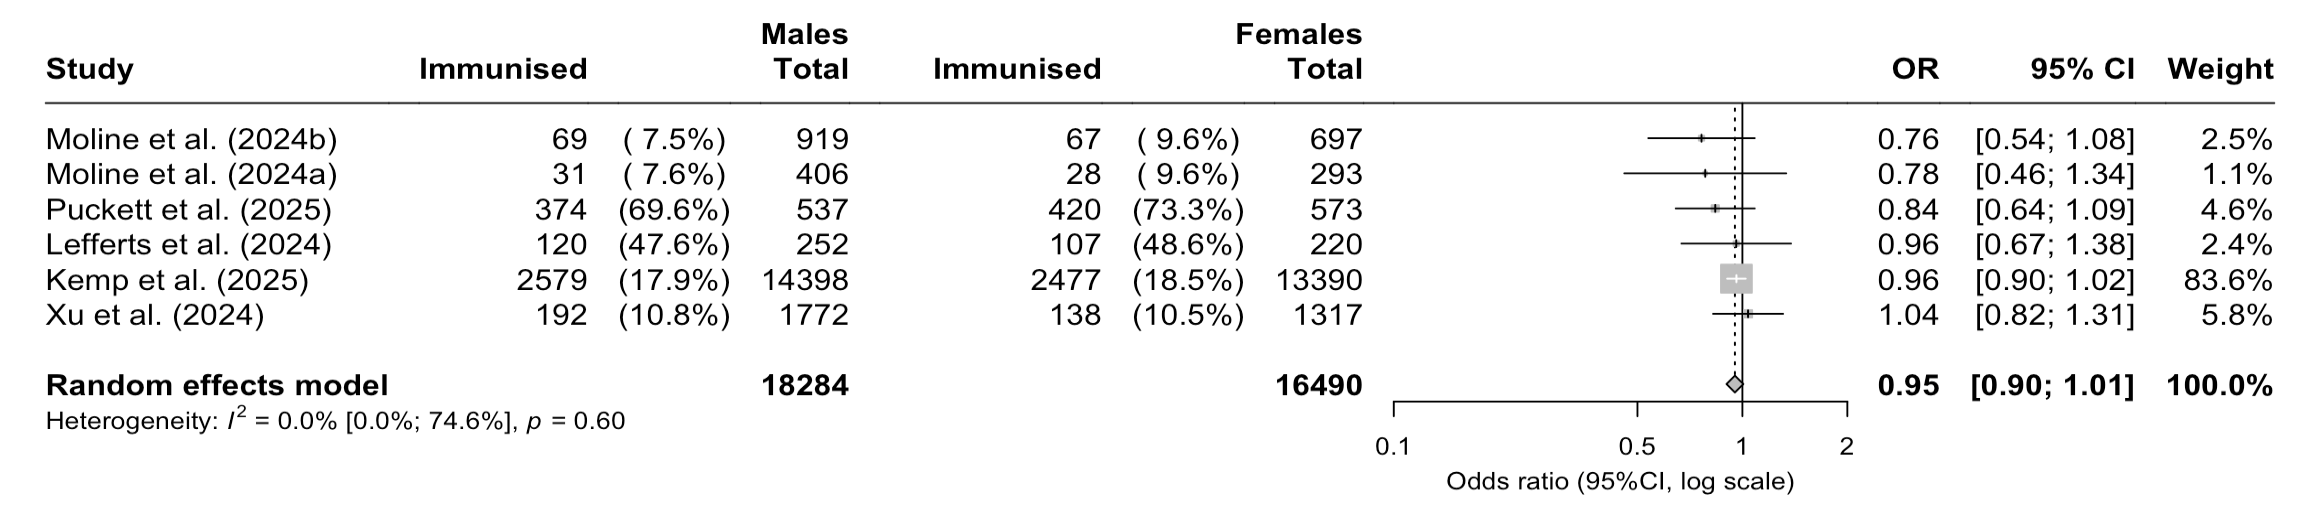 Males Females
Study Immunised Total Immunised Total OR 95% CI Weight
Moline et al. (2024b) 69 ( 7.5%) 919 67 ( 9.6%) 697 0.76 [0.54; 1.08] 2.5%
Moline et al. (2024a) 31 ( 7.6%) 406 28 ( 9.6%) 293 0.78 [0.46; 1.34] 1.1%
Puckett et al. (2025) 374 (69.6%) 537 420 (73.3%) 573 0.84 [0.64; 1.09] 4.6%
Lefferts et al. (2024) 120 (47.6%) 252 107 (48.6%) 220 0.96 [0.67; 1.38] 2.4%
Kemp et al. (2025) 2579 (17.9%) 14398 2477 (18.5%) 13390 0.96 [0.90; 1.02] 83.6%
Xu et al. (2024) 192 (10.8%) 1772 138 (10.5%) 1317 1.04 [0.82; 1.31] 5.8%
Random effects model 18284 16490 0.95 [0.90; 1.01] 100.0%
Heterogeneity: I² = 0.0% [0.0%; 74.6%], p = 0.60
0.1 0.5 1 2
Odds ratio (95%CI, log scale)